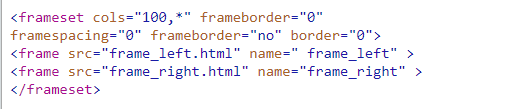 <frameset cols="100,*" frameborder="0"
framespacing="0" frameborder="no" border="0">
<frame src="frame_left.html" name=" frame_left" >
<frame src="frame_right.html" name="frame_right" >
</frameset>